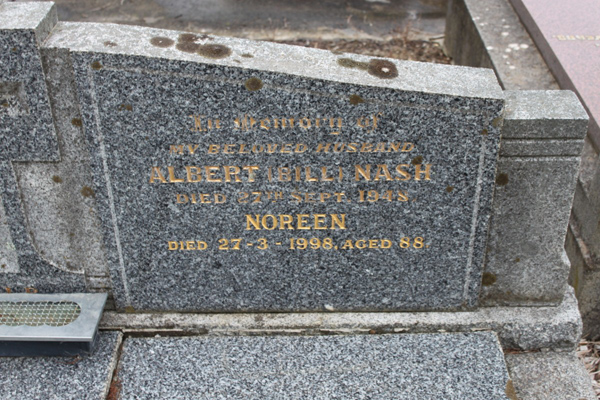 In memory of
MY BELOVED HUSBAND
ALBERT (BILL) NASH
DIED 27TH SEPT. 1948
NOREEN
DIED 27-3-1998, AGED 88.